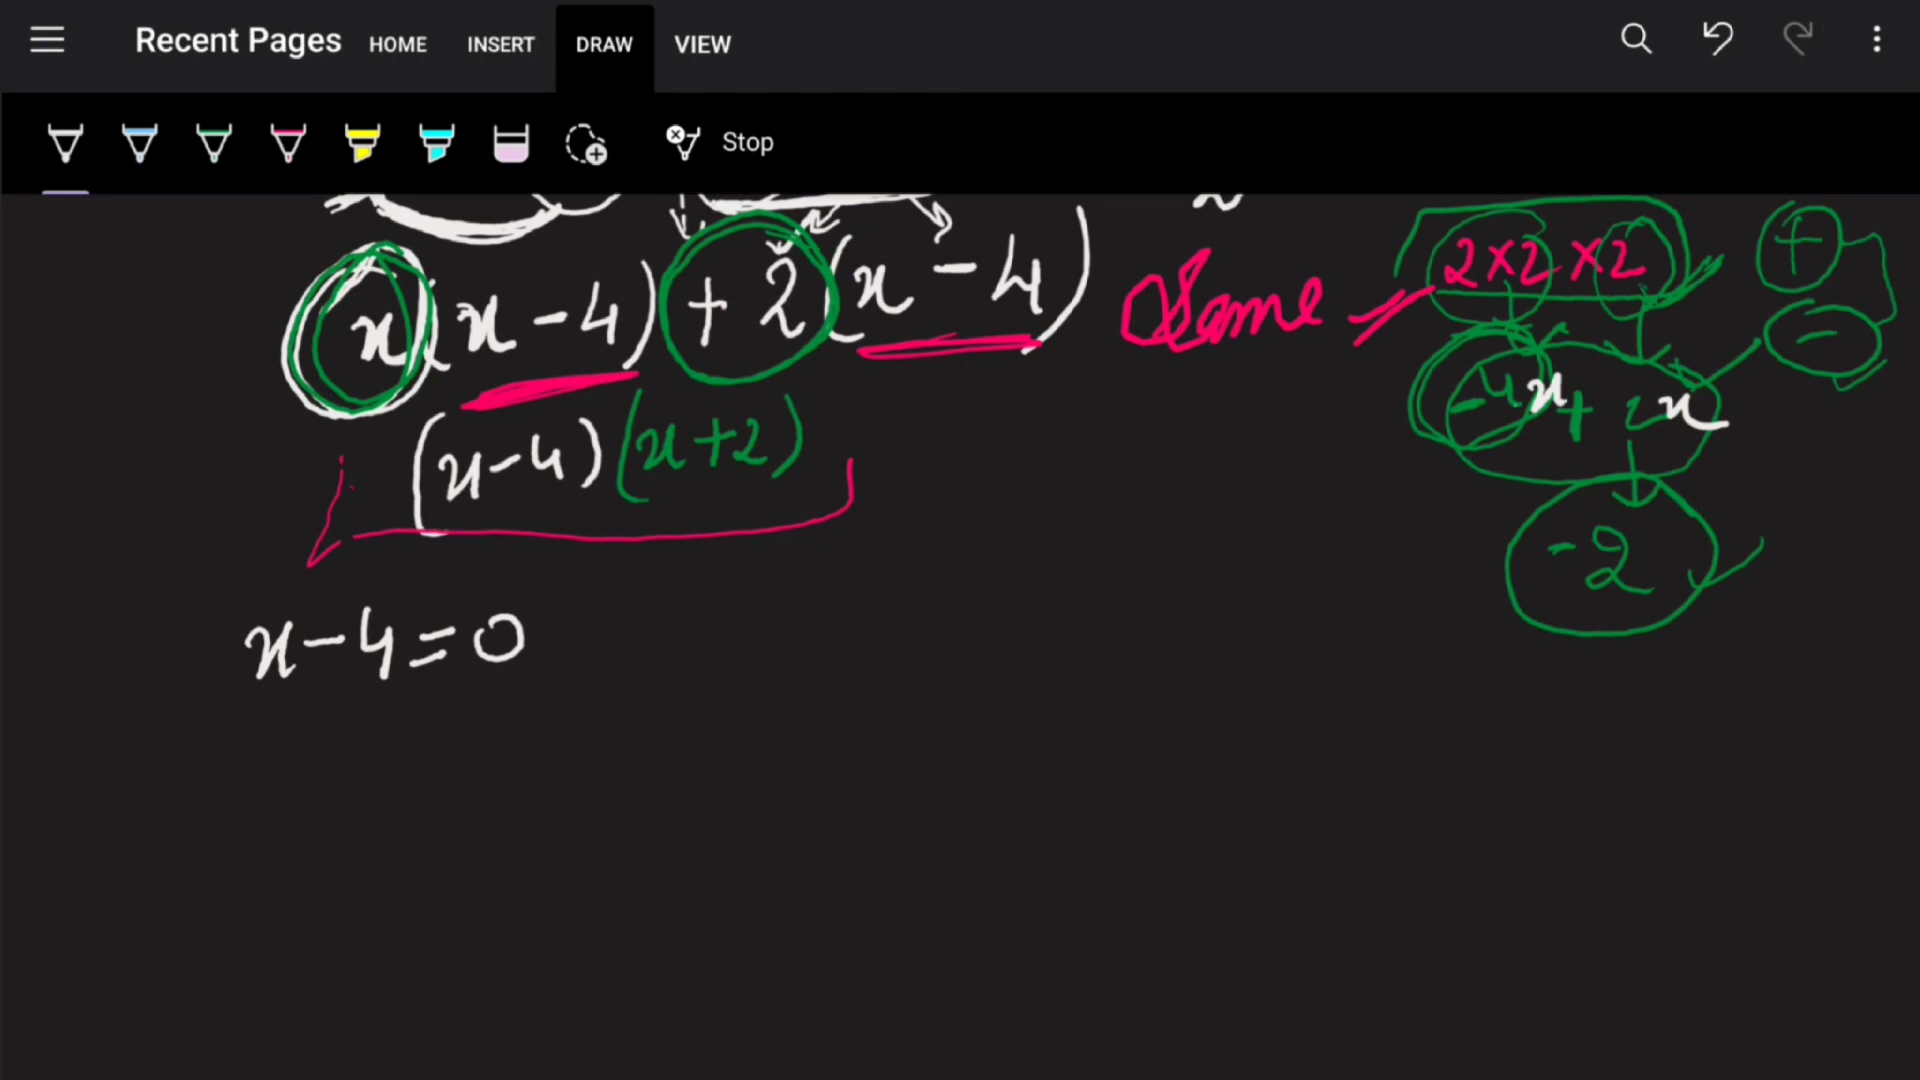 Recent Pages HOME INSERT DRAW VIEW
Stop
x(x-4) + 2(x-4) Same
(x-4)(x+2)
x-4=0
2×2×2
+
-
-4x+2x
-2